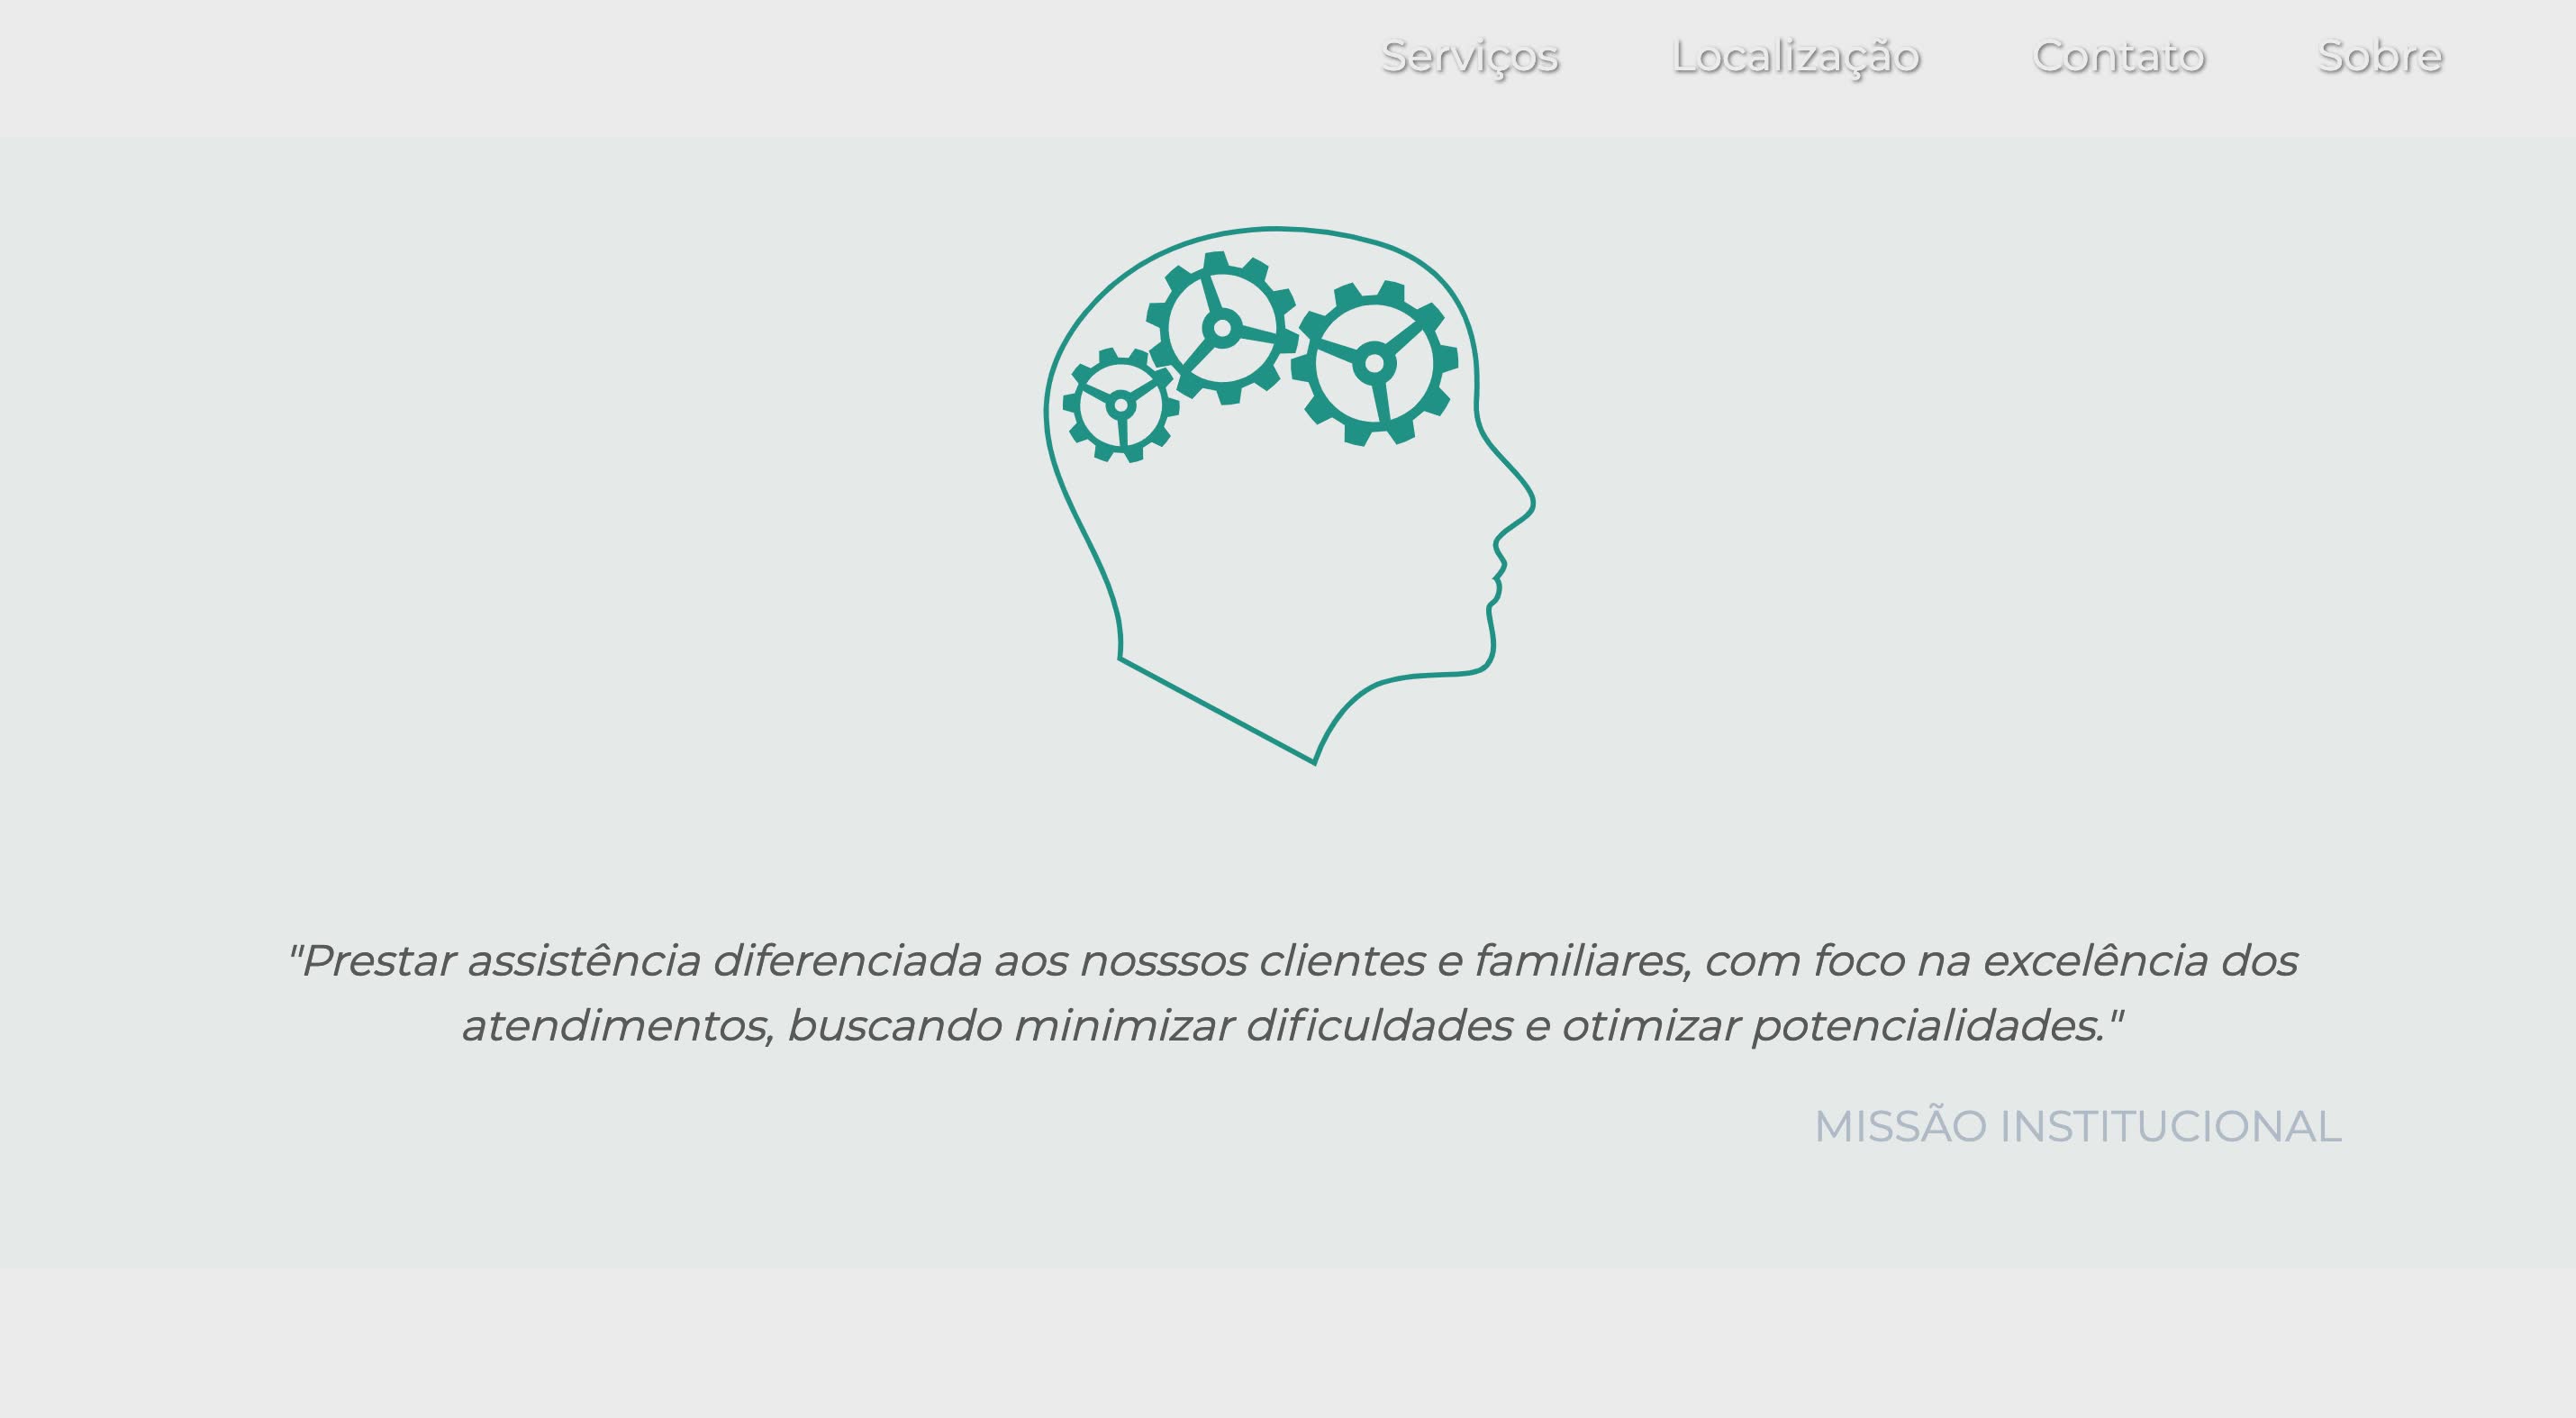 Serviços Localização Contato Sobre
"Prestar assistência diferenciada aos nosssos clientes e familiares, com foco na excelência dos
atendimentos, buscando minimizar dificuldades e otimizar potencialidades."
MISSÃO INSTITUCIONAL